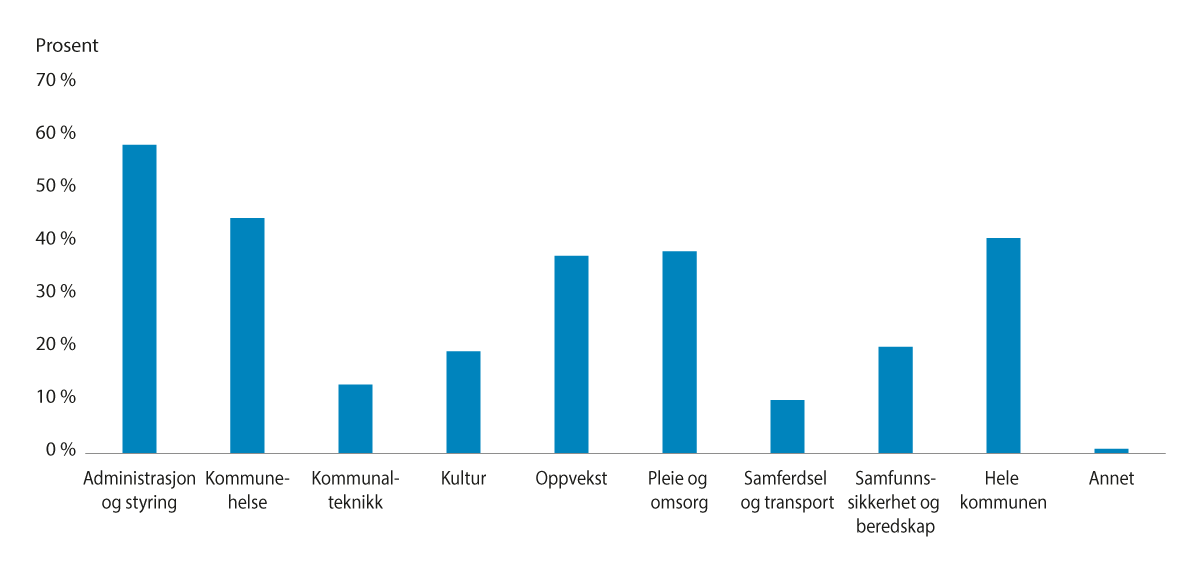 Prosent
70 %
60 %
50 %
40 %
30 %
20 %
10 %
0 %
Administrasjon
og styring
Kommune-
helse
Kommunal-
teknikk
Kultur
Oppvekst
Pleie og
omsorg
Samferdsel
og transport
Samfunns-
sikkerhet og
beredskap
Hele
kommunen
Annet